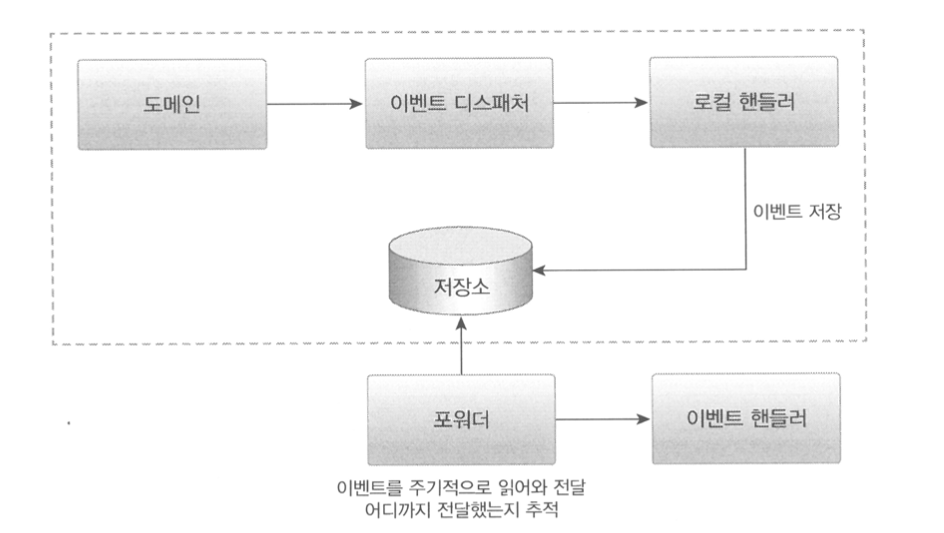 도메인
이벤트 디스패처
로컬 핸들러
이벤트 저장
저장소
포워더
이벤트 핸들러
이벤트를 주기적으로 읽어와 전달
어디까지 전달했는지 추적